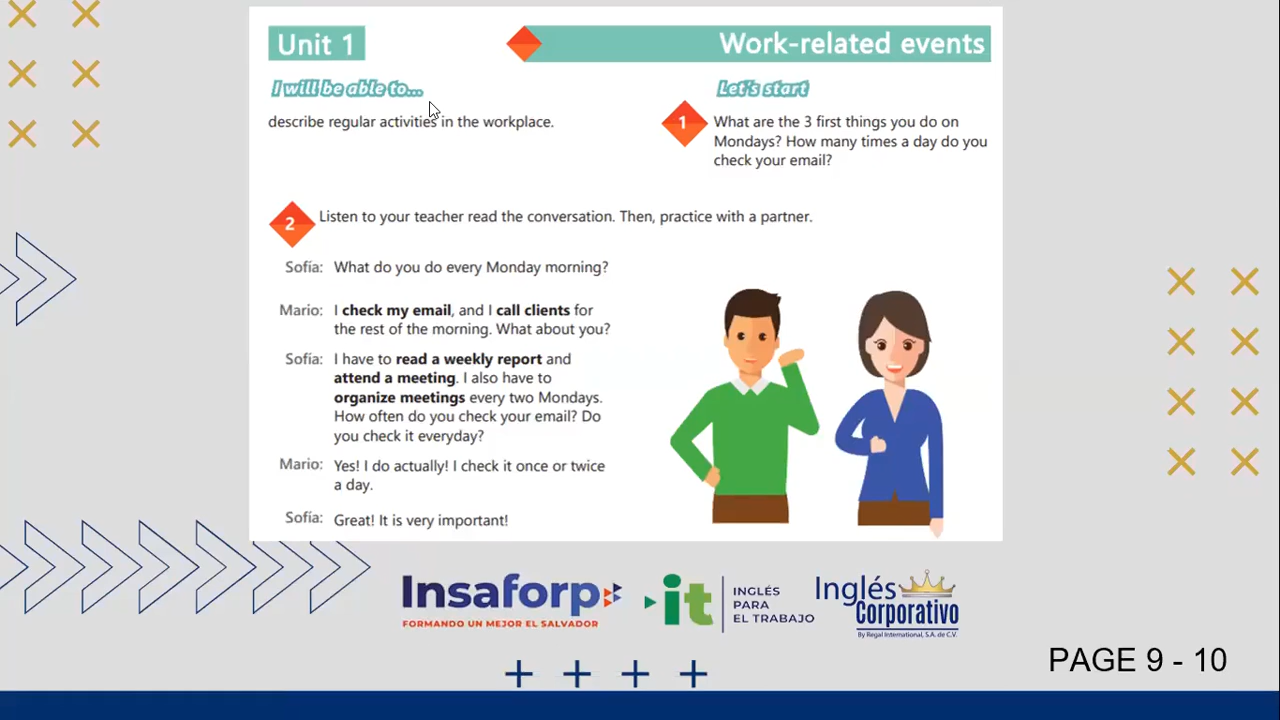 Unit 1
Work-related events
I will be able to...
describe regular activities in the workplace.
Let's start
1
What are the 3 first things you do on
Mondays? How many times a day do you
check your email?
2
Listen to your teacher read the conversation. Then, practice with a partner.
Sofía: What do you do every Monday morning?
Mario: I check my email, and I call clients for
the rest of the morning. What about you?
Sofía: I have to read a weekly report and
attend a meeting. I also have to
organize meetings every two Mondays.
How often do you check your email? Do
you check it everyday?
Mario: Yes! I do actually! I check it once or twice
a day.
Sofía: Great! It is very important!
Insaforp
FORMANDO UN MEJOR EL SALVADOR
it
INGLÉS
PARA
EL TRABAJO
Inglés
Corporativo
By Regal International, S.A. de C.V.
PAGE 9 - 10